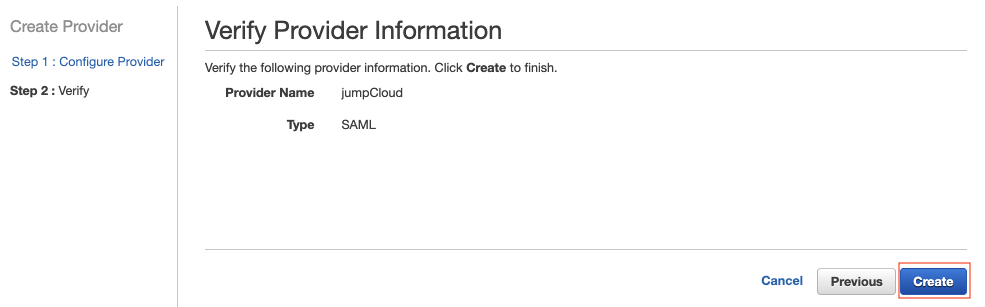 Create Provider
Step 1 : Configure Provider
Step 2 : Verify
Verify Provider Information
Verify the following provider information. Click Create to finish.
Provider Name jumpCloud
Type SAML
Cancel Previous Create